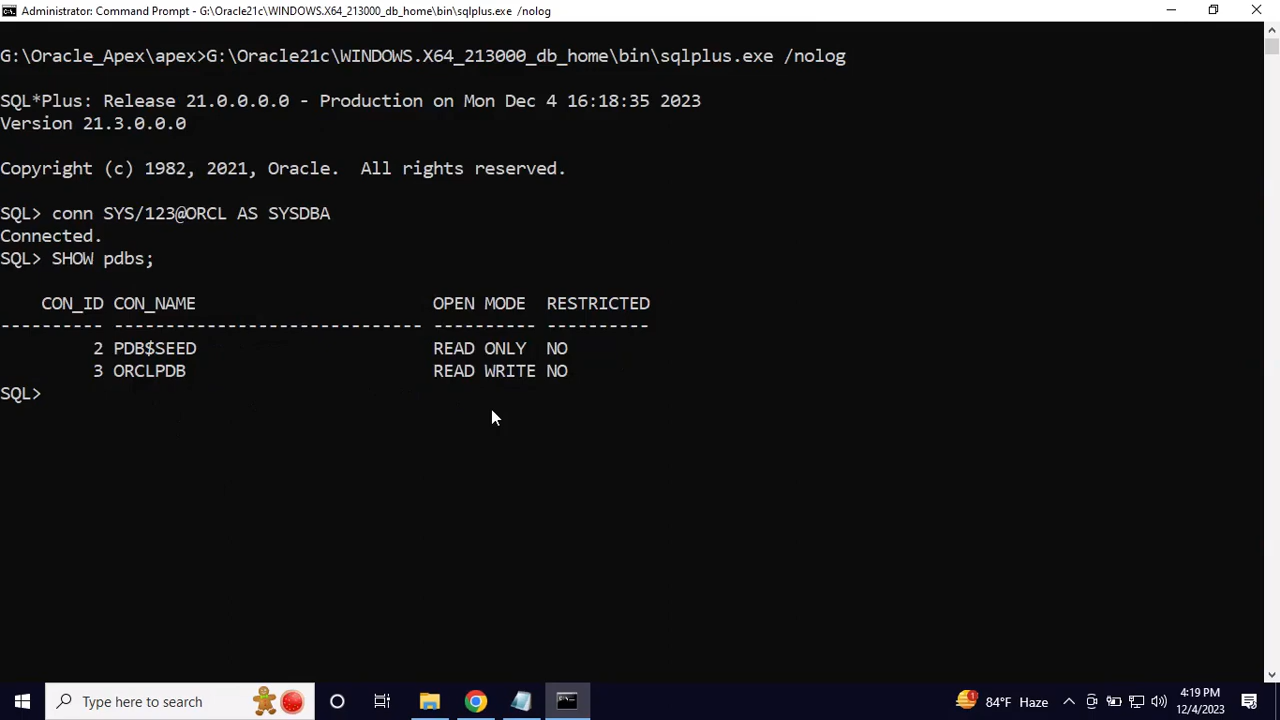 Administrator: Command Prompt - G:\Oracle21c\WINDOWS.X64_213000_db_home\bin\sqlplus.exe /nolog
G:\Oracle_Apex\apex>G:\Oracle21c\WINDOWS.X64_213000_db_home\bin\sqlplus.exe /nolog
SQL*Plus: Release 21.0.0.0.0 - Production on Mon Dec 4 16:18:35 2023
Version 21.3.0.0.0
Copyright (c) 1982, 2021, Oracle.  All rights reserved.
SQL> conn SYS/123@ORCL AS SYSDBA
Connected.
SQL> SHOW pdbs;
    CON_ID CON_NAME                       OPEN MODE  RESTRICTED
---------- ------------------------------ ---------- ----------
         2 PDB$SEED                       READ ONLY  NO
         3 ORCLPDB                        READ WRITE NO
SQL>
Type here to search
1
84°F Haze
4:19 PM
12/4/2023